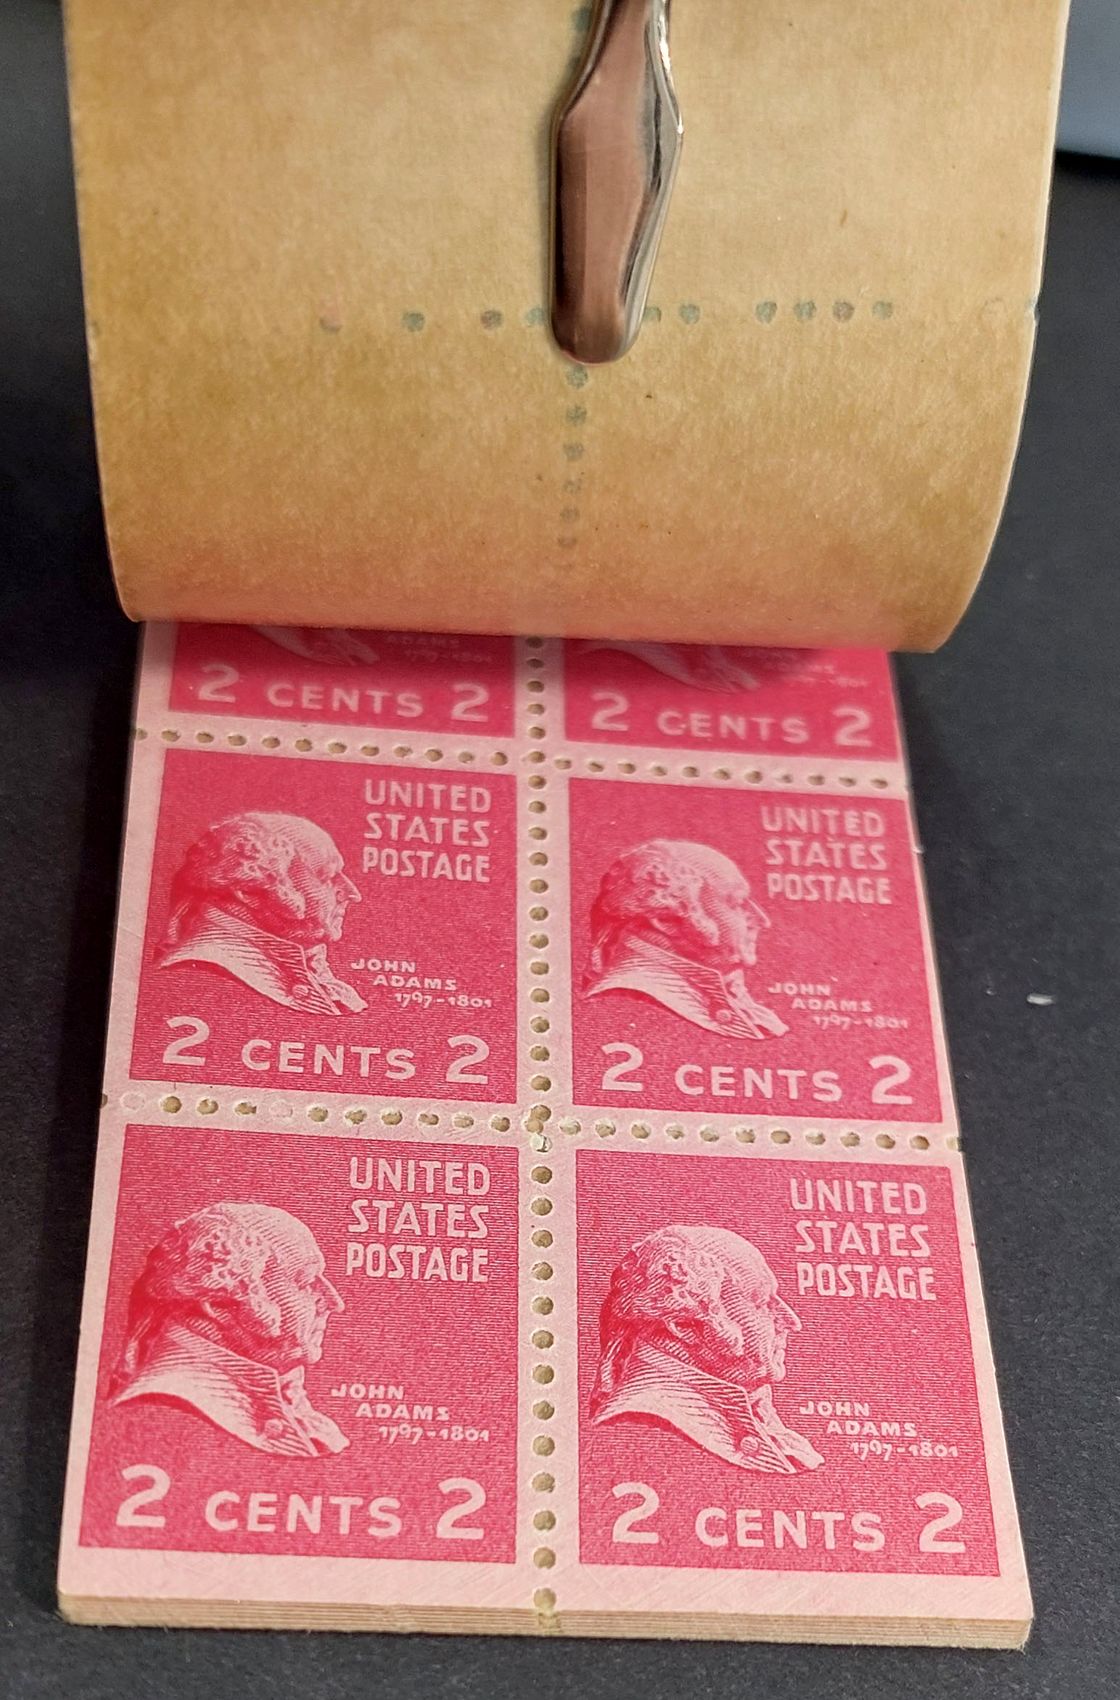 2 CENTS 2
2 CENTS 2
UNITED
STATES
POSTAGE
JOHN
ADAMS
1797-1801
2 CENTS 2
UNITED
STATES
POSTAGE
JOHN
ADAMS
1797-1801
2 CENTS 2
UNITED
STATES
POSTAGE
JOHN
ADAMS
1797-1801
2 CENTS 2
UNITED
STATES
POSTAGE
JOHN
ADAMS
1797-1801
2 CENTS 2